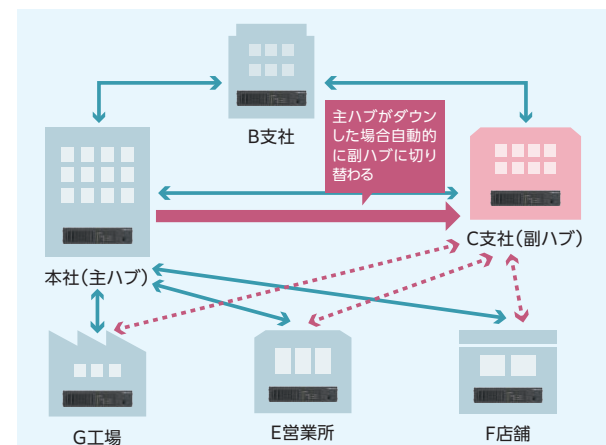 B支社
主ハブがダウン
した場合自動的
に副ハブに切り
替わる
本社(主ハブ)
C支社(副ハブ)
G工場
E営業所
F店舗